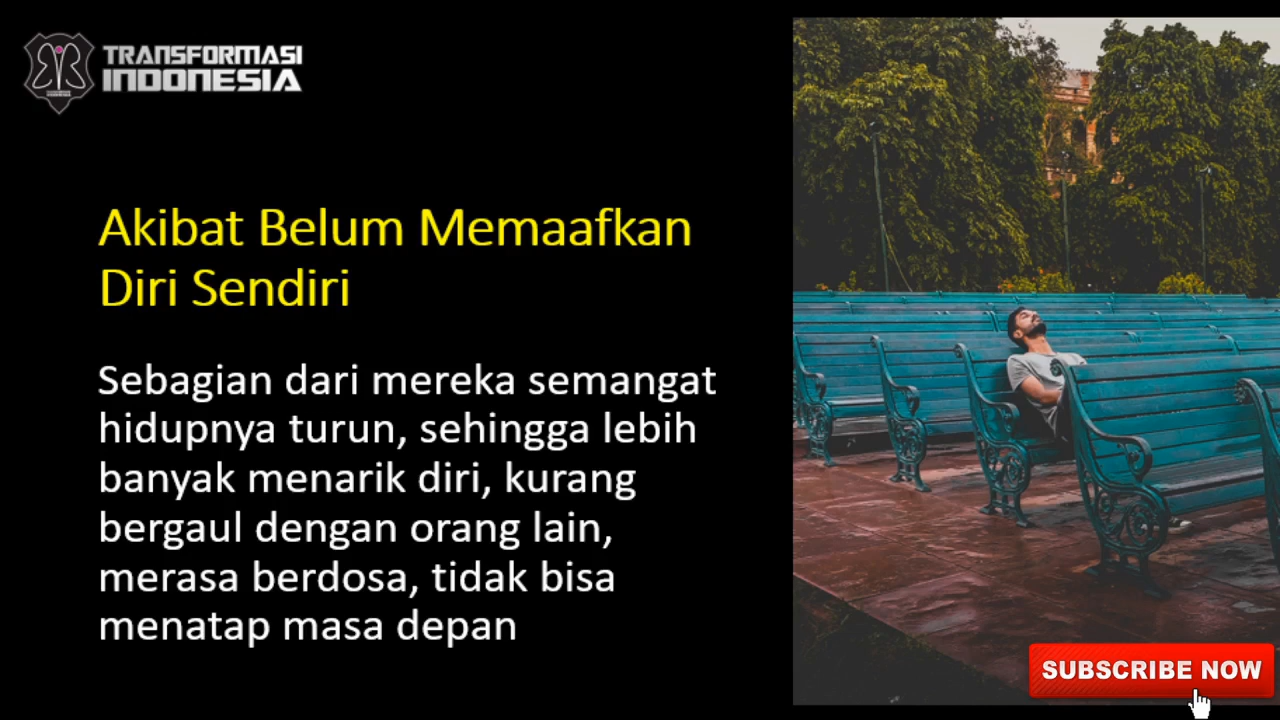 TRANSFORMASI
INDONESIA
Akibat Belum Memaafkan
Diri Sendiri
Sebagian dari mereka semangat
hidupnya turun, sehingga lebih
banyak menarik diri, kurang
bergaul dengan orang lain,
merasa berdosa, tidak bisa
menatap masa depan
SUBSCRIBE NOW